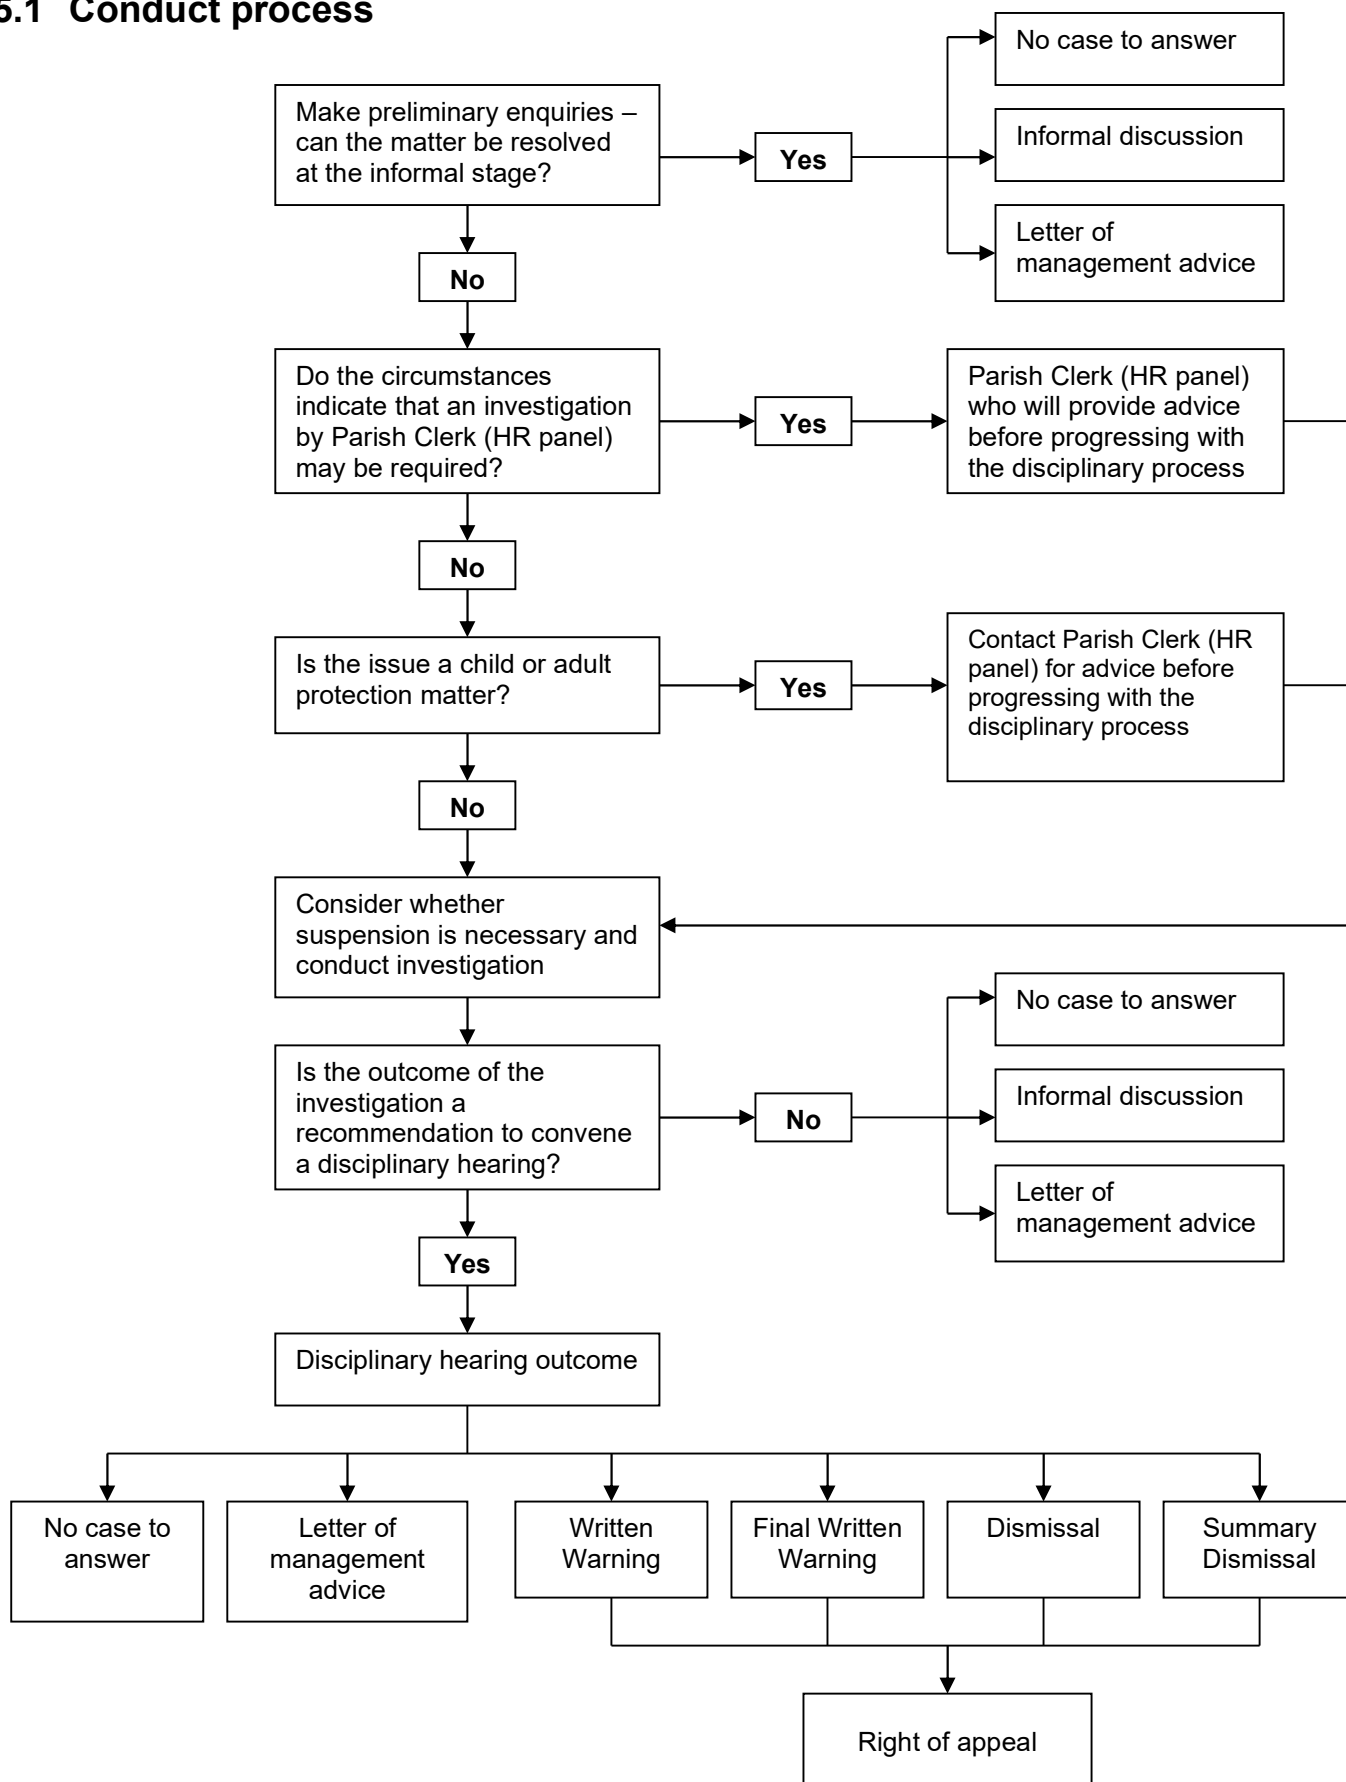 5.1 Conduct process
No case to answer
Make preliminary enquiries –
can the matter be resolved
at the informal stage?
Yes
Informal discussion
Letter of
management advice
No
Do the circumstances
indicate that an investigation
by Parish Clerk (HR panel)
may be required?
Yes
Parish Clerk (HR panel)
who will provide advice
before progressing with
the disciplinary process
No
Is the issue a child or adult
protection matter?
Yes
Contact Parish Clerk (HR
panel) for advice before
progressing with the
disciplinary process
No
Consider whether
suspension is necessary and
conduct investigation
Is the outcome of the
investigation a
recommendation to convene
a disciplinary hearing?
No
No case to answer
Informal discussion
Letter of
management advice
Yes
Disciplinary hearing outcome
No case to
answer
Letter of
management
advice
Written
Warning
Final Written
Warning
Dismissal
Summary
Dismissal
Right of appeal